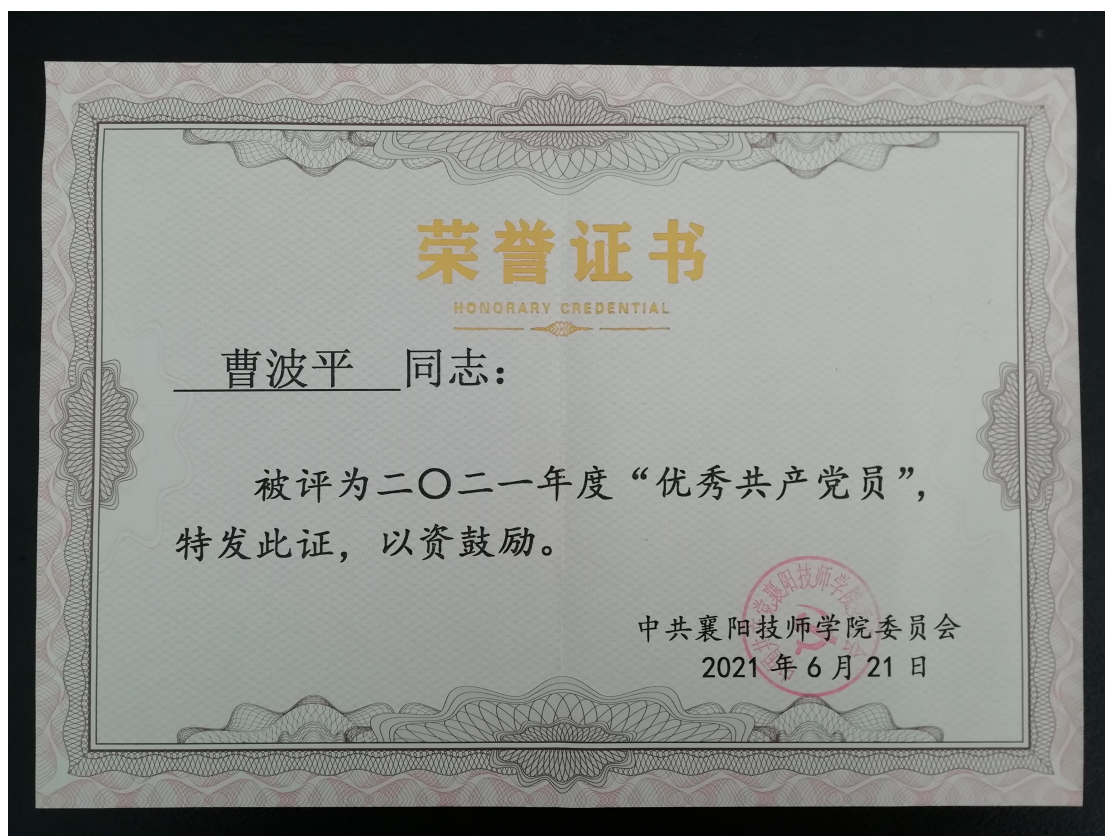 荣誉证书
HONORARY CREDENTIAL
曹波平 同志：
被评为二〇二一年度“优秀共产党员”，
特发此证，以资鼓励。
中共襄阳技师学院委员会
2021 年 6 月 21 日